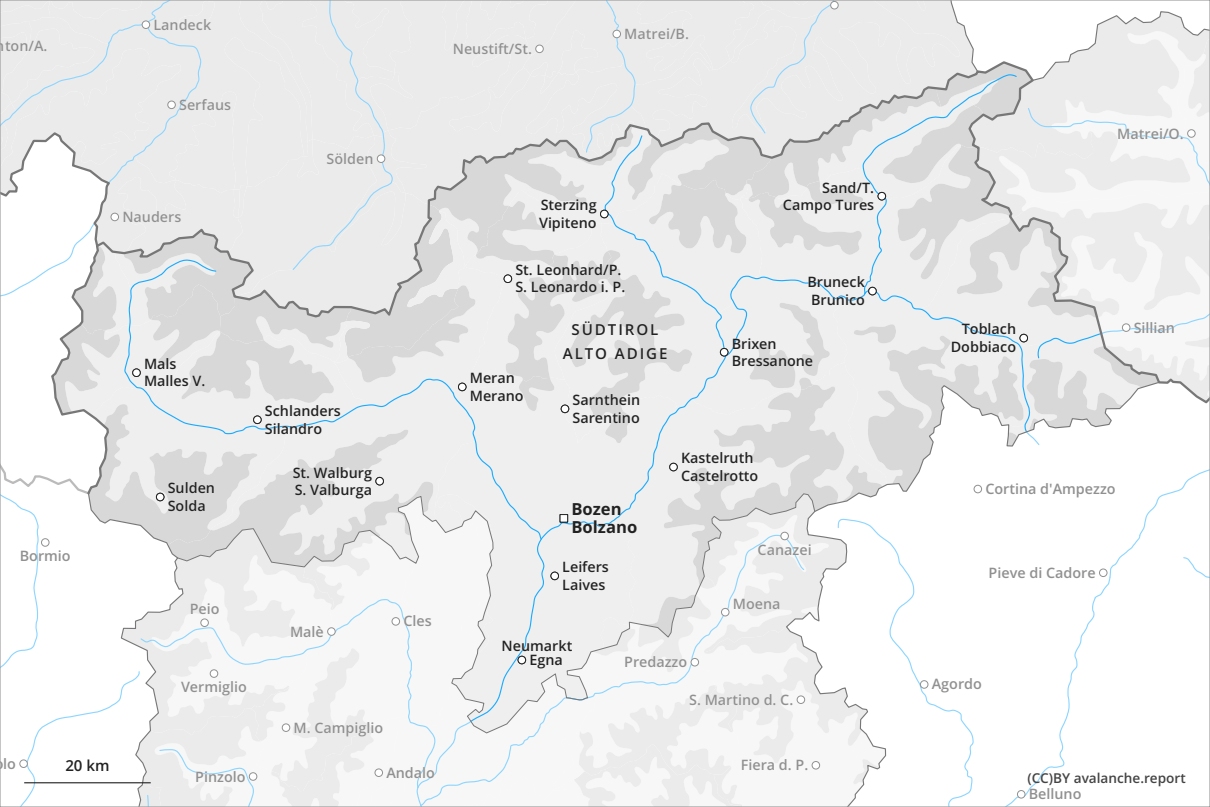 Landeck
Matrei/B.
nton/A.
Neustift/St.
Serfaus
Matrei/O.
Sölden
Sand/T.
Campo Tures
Sterzing
Vipiteno
Nauders
St. Leonhard/P.
S. Leonardo i. P.
Bruneck
Brunico
SÜDTIROL
ALTO ADIGE
Toblach
Dobbiaco
Sillian
Brixen
Bressanone
Mals
Malles V.
Meran
Merano
Sarnthein
Sarentino
Schlanders
Silandro
Kastelruth
Castelrotto
St. Walburg
S. Valburga
Sulden
Solda
Cortina d'Ampezzo
Bozen
Bolzano
Bormio
Canazei
Leifers
Laives
Pieve di Cadore
Peio
Moena
Malè
Cles
Neumarkt
Egna
Predazzo
Vermiglio
Agordo
S. Martino d. C.
M. Campiglio
olo
20 km
Pinzolo
Andalo
Fiera d. P.
(CC)BY avalanche.report
Belluno